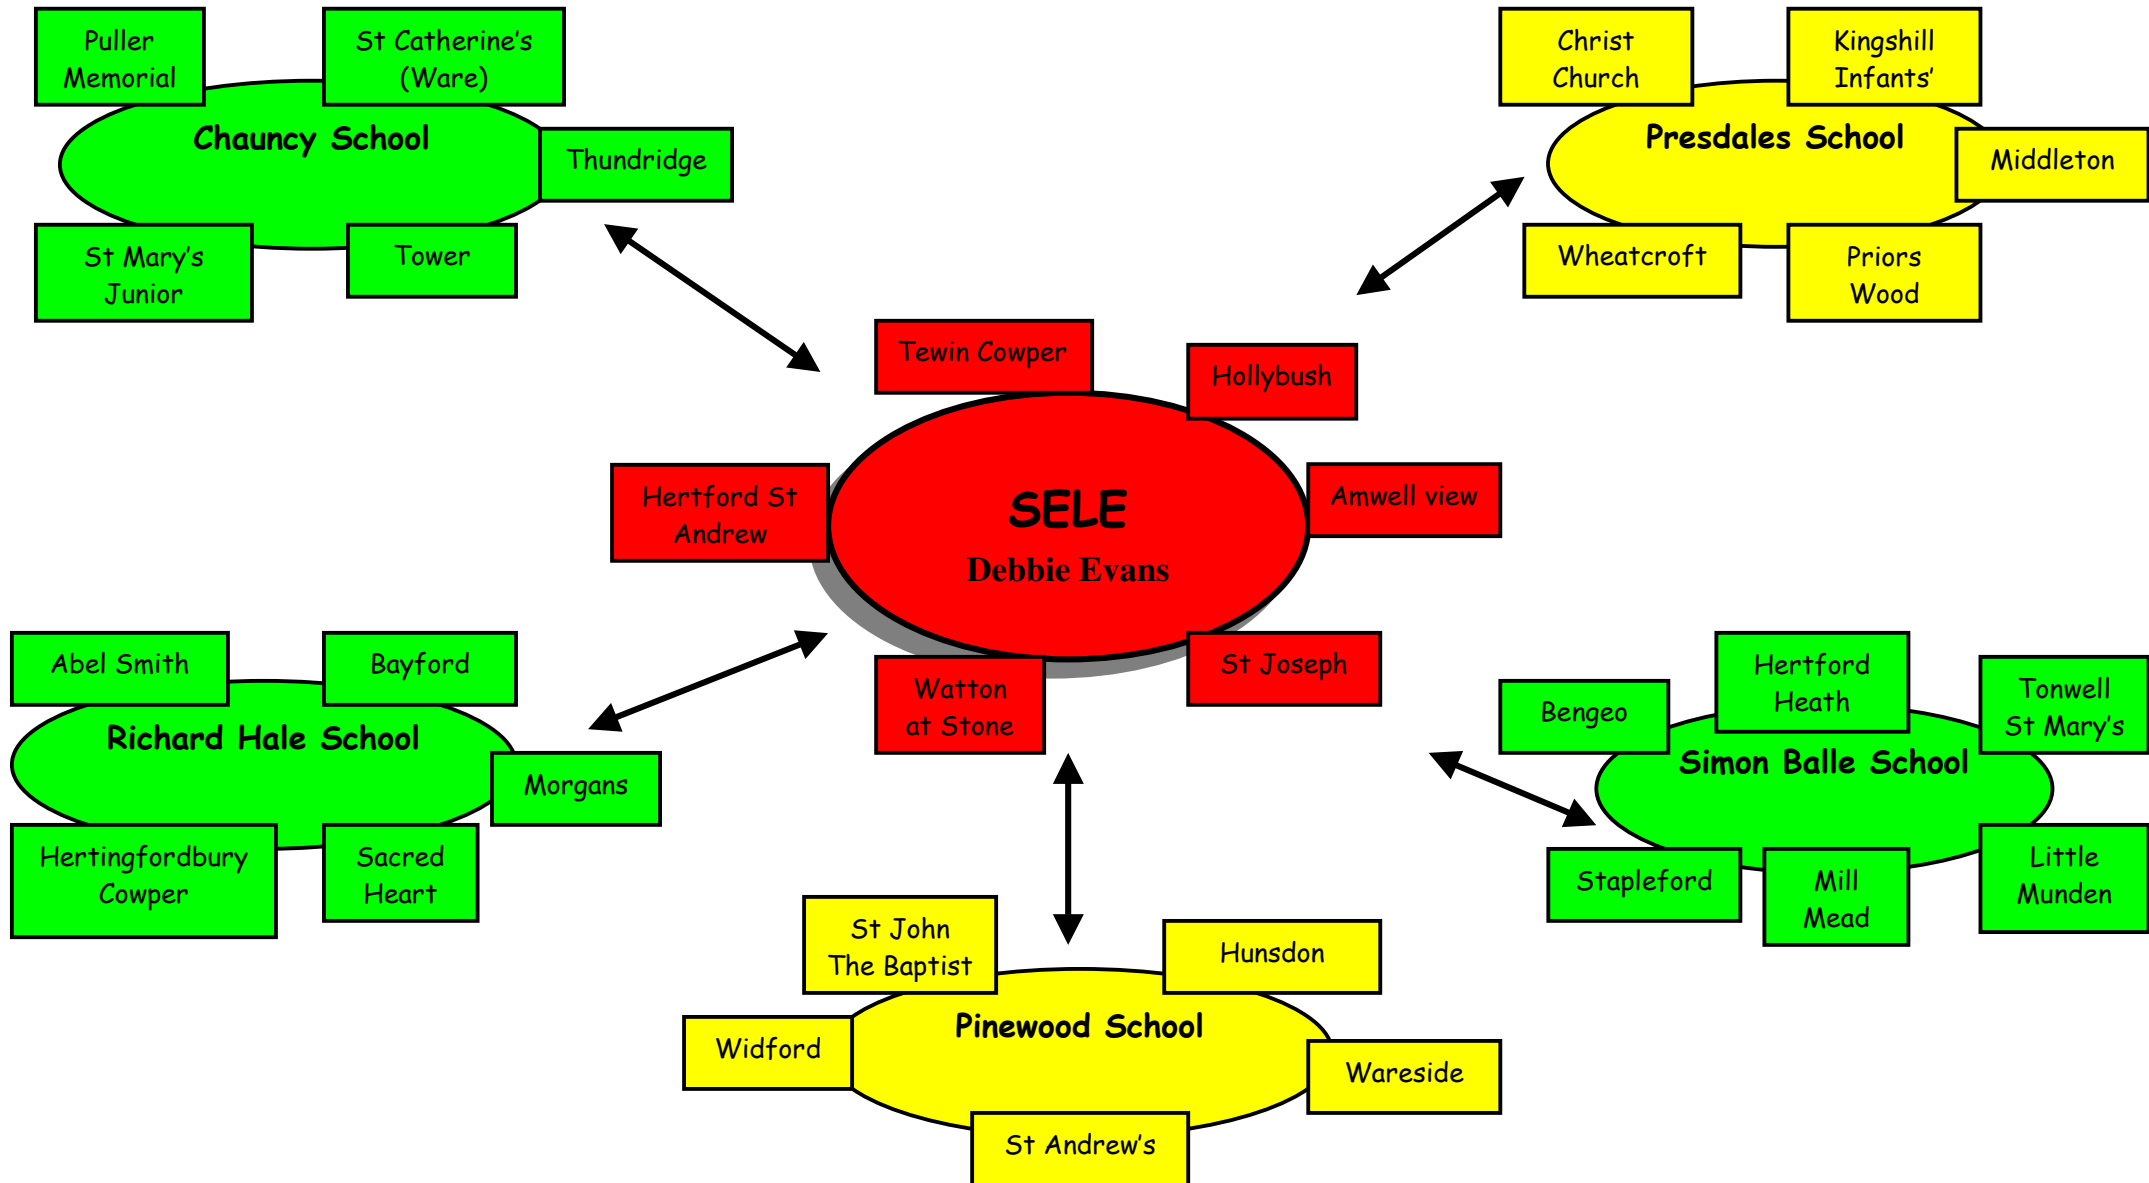 Puller
Memorial
St Catherine's
(Ware)
Chauncy School
Thundridge
St Mary's
Junior
Tower
Christ
Church
Kingshill
Infants'
Presdales School
Middleton
Wheatcroft
Priors
Wood
Tewin Cowper
Hollybush
Hertford St
Andrew
SELE
Debbie Evans
Amwell view
Watton
at Stone
St Joseph
Abel Smith
Bayford
Richard Hale School
Morgans
Hertingfordbury
Cowper
Sacred
Heart
Bengeo
Hertford
Heath
Tonwell
St Mary's
Simon Balle School
Stapleford
Mill
Mead
Little
Munden
St John
The Baptist
Hunsdon
Pinewood School
Widford
Wareside
St Andrew's